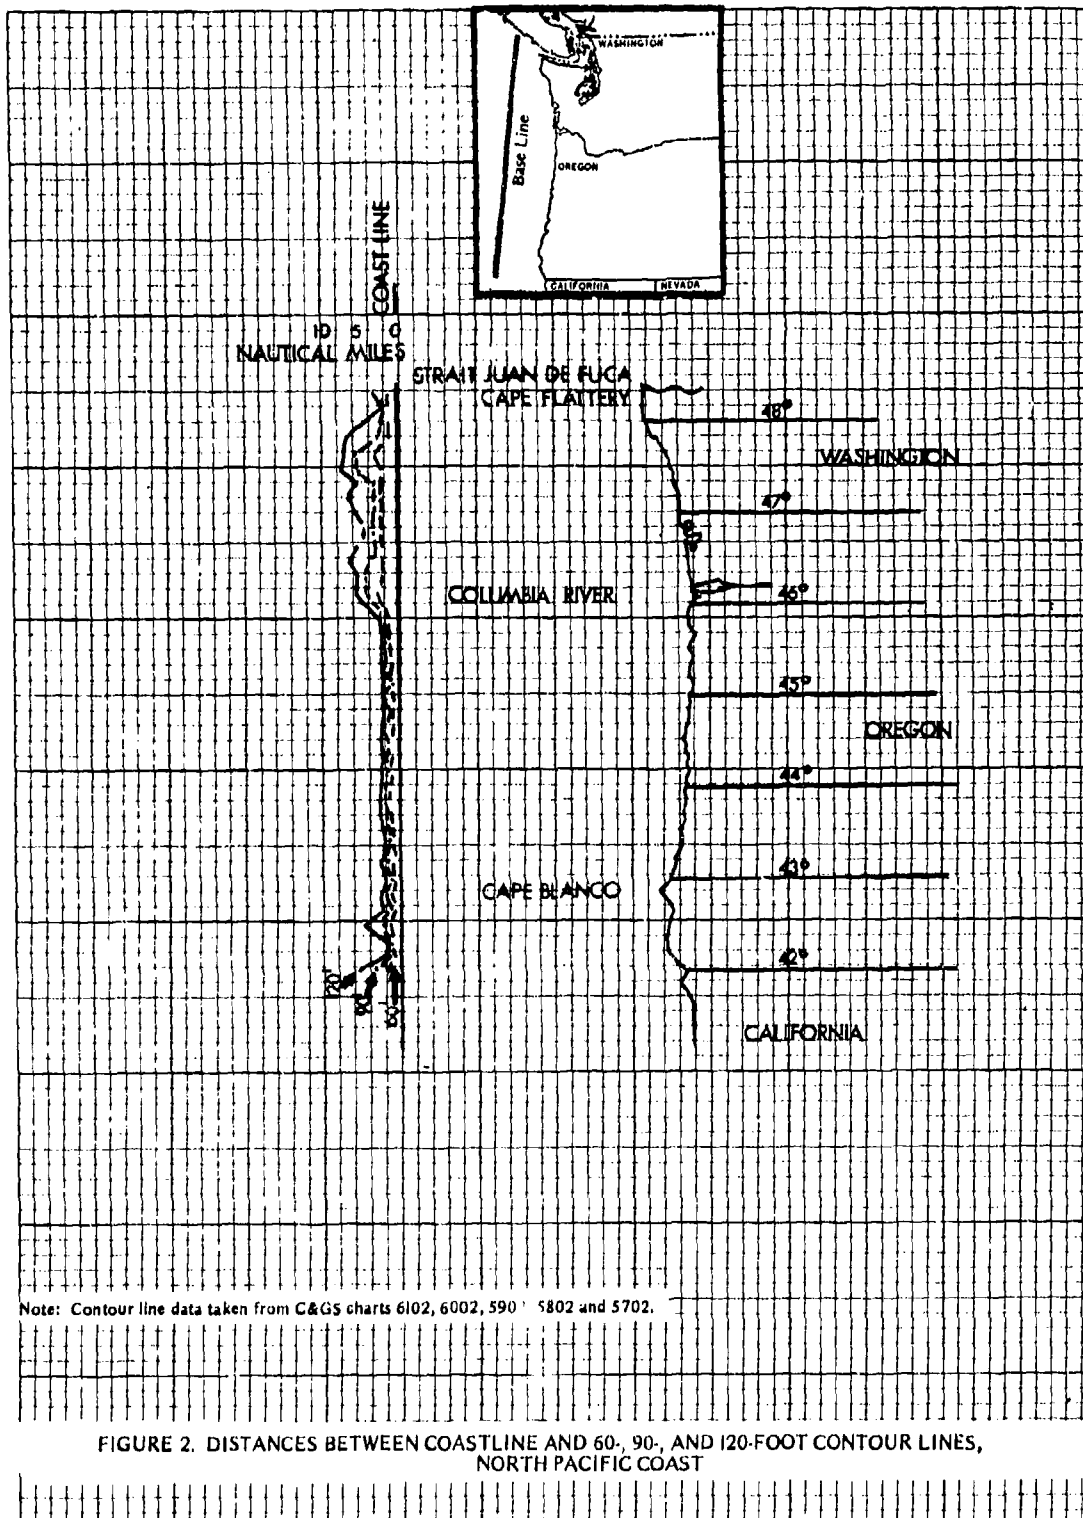 WASHINGTON
Base Line
OREGON
CALIFORNIA
NEVADA
COAST LINE
10 5 0
NAUTICAL MILES
STRAIT JUAN DE FUCA
CAPE FLATTERY
48°
WASHINGTON
47°
COLUMBIA RIVER
46°
45°
OREGON
44°
43°
CAPE BLANCO
42°
120'
90'
60'
CALIFORNIA
Note: Contour line data taken from C&GS charts 6102, 6002, 590 5802 and 5702.
FIGURE 2. DISTANCES BETWEEN COASTLINE AND 60-, 90-, AND 120-FOOT CONTOUR LINES,
NORTH PACIFIC COAST